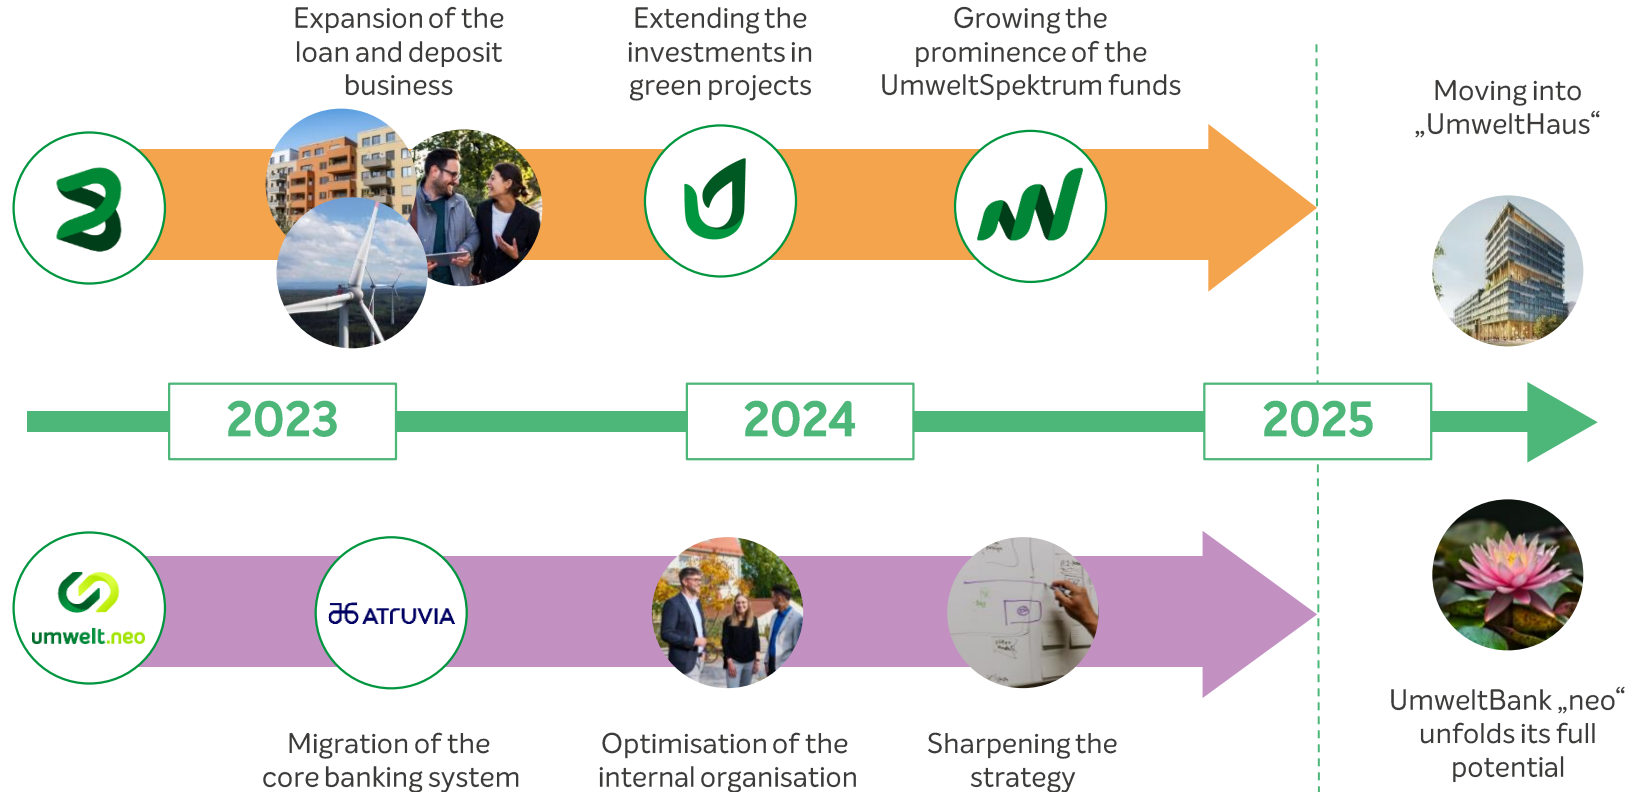 Expansion of the
loan and deposit
business
Extending the
investments in
green projects
Growing the
prominence of the
UmweltSpektrum funds
Moving into
„UmweltHaus“
2023
2024
2025
umwelt.neo
ATRUVIA
Migration of the
core banking system
Optimisation of the
internal organisation
Sharpening the
strategy
UmweltBank „neo“
unfolds its full
potential